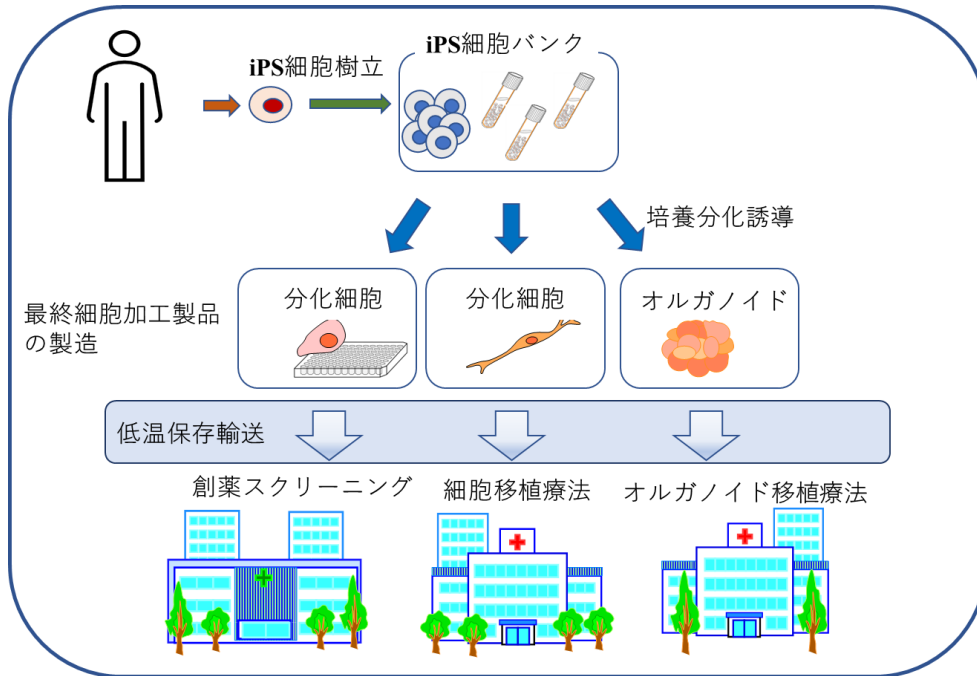 iPS細胞樹立
iPS細胞バンク
培養分化誘導
最終細胞加工製品
の製造
分化細胞
分化細胞
オルガノイド
低温保存輸送
創薬スクリーニング
細胞移植療法
オルガノイド移植療法